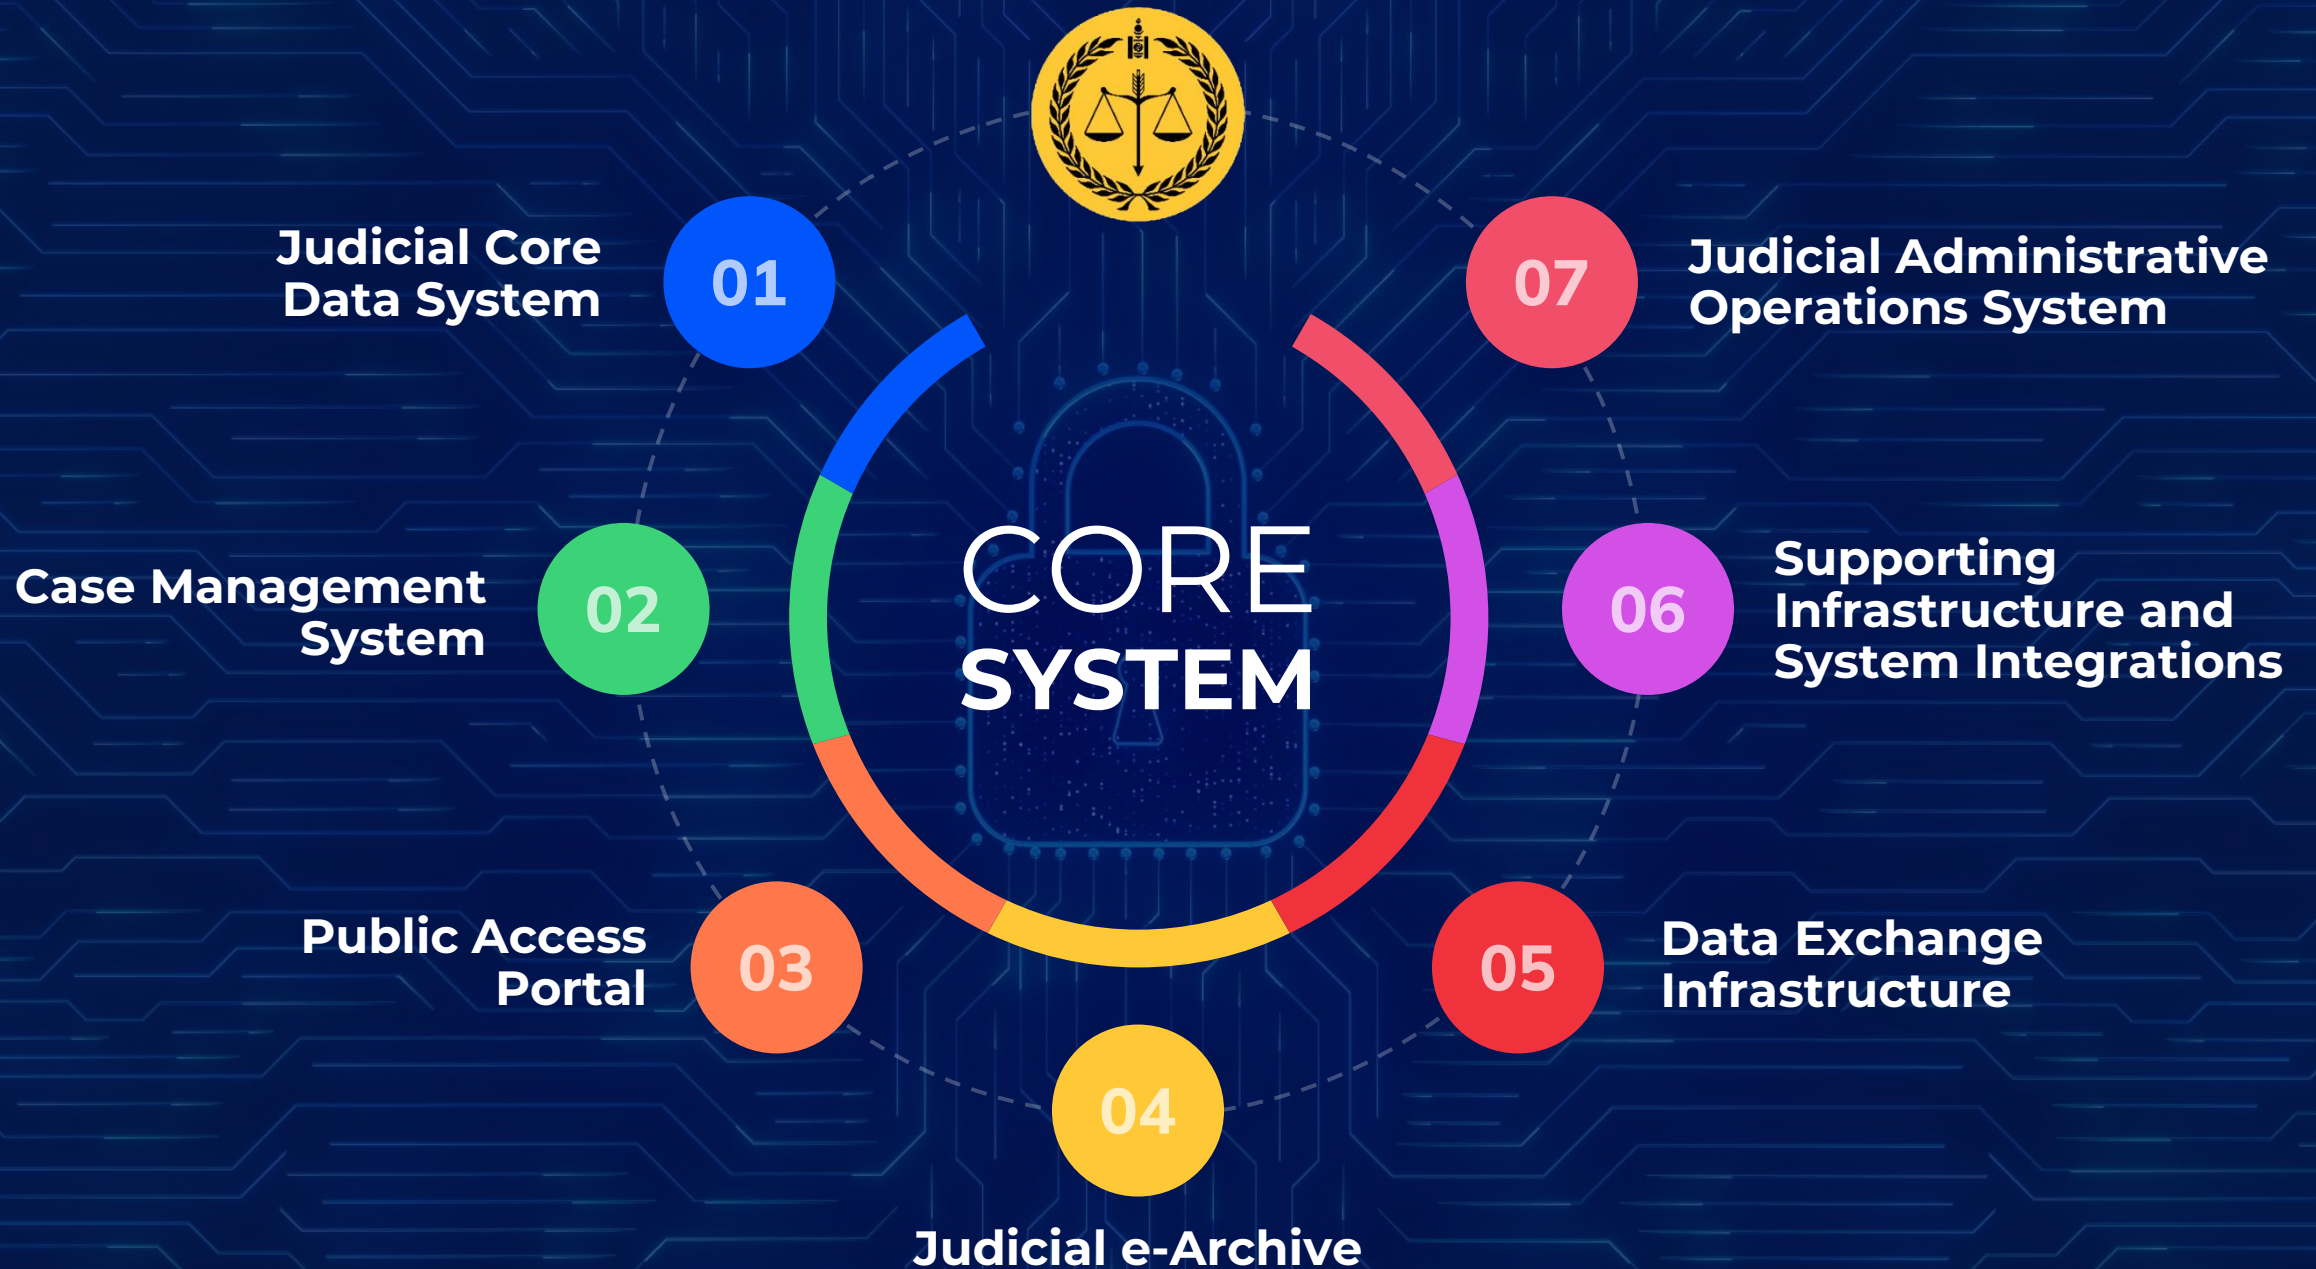 CORE
SYSTEM
01
Judicial Core
Data System
02
Case Management
System
03
Public Access
Portal
04
Judicial e-Archive
05
Data Exchange
Infrastructure
06
Supporting
Infrastructure and
System Integrations
07
Judicial Administrative
Operations System